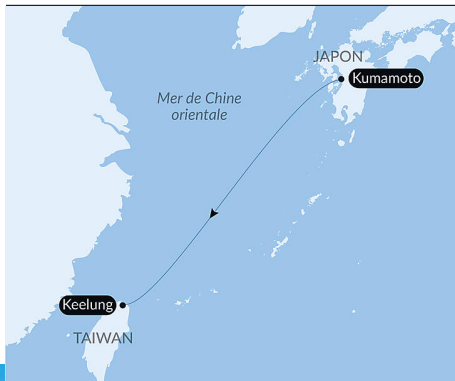 JAPON
Kumamoto
Mer de Chine
orientale
Keelung
TAIWAN